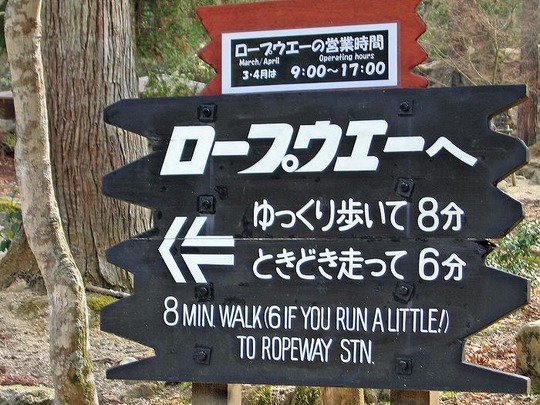 ロープウエーの営業時間
March/April Operating hours
3・4月は 9:00〜17:00
ロープウエーへ
ゆっくり歩いて 8分
ときどき走って 6分
8 MIN. WALK (6 IF YOU RUN A LITTLE!)
TO ROPEWAY STN.